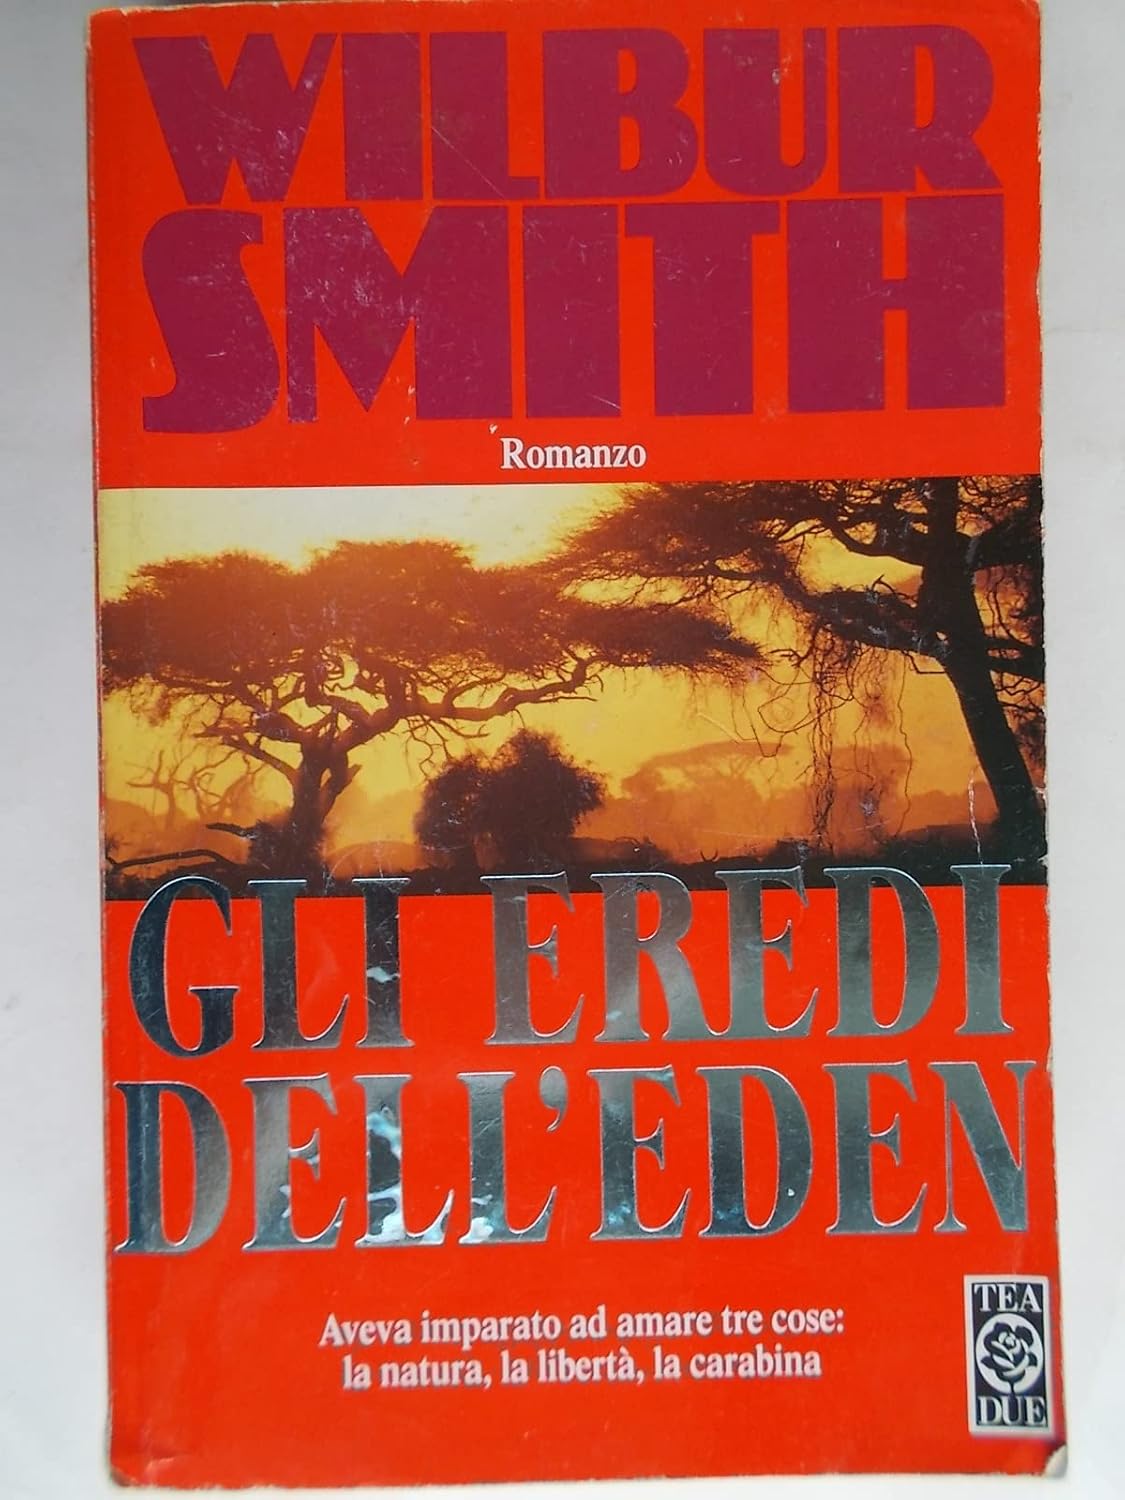 WILBUR
SMITH
Romanzo
GLI EREDI
DELL'EDEN
Aveva imparato ad amare tre cose:
la natura, la libertà, la carabina
TEA
DUE